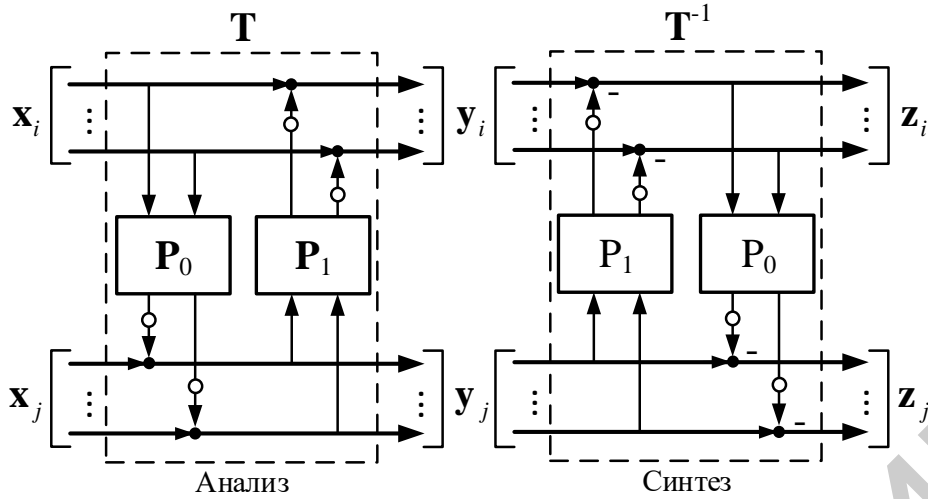 T T⁻¹
xᵢ yᵢ zᵢ
- -
P₀ P₁ P₁ P₀
- -
xⱼ yⱼ zⱼ
Анализ Синтез